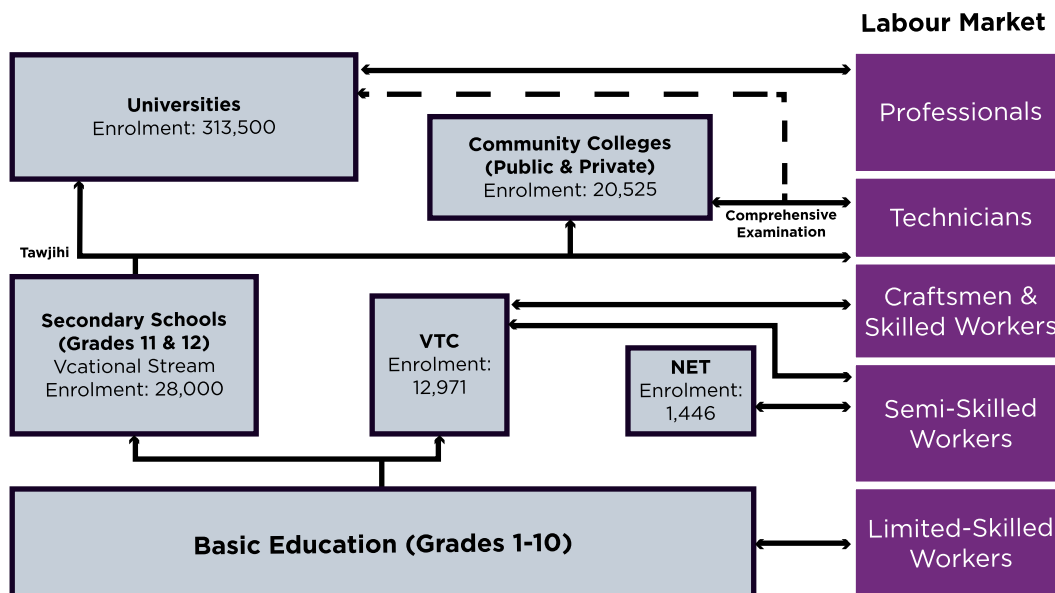 Labour Market
Universities
Enrolment: 313,500
Professionals
Community Colleges
(Public & Private)
Enrolment: 20,525
Comprehensive
Examination
Technicians
Tawjihi
Secondary Schools
(Grades 11 & 12)
Vcational Stream
Enrolment: 28,000
VTC
Enrolment:
12,971
Craftsmen &
Skilled Workers
NET
Enrolment:
1,446
Semi-Skilled
Workers
Basic Education (Grades 1-10)
Limited-Skilled
Workers